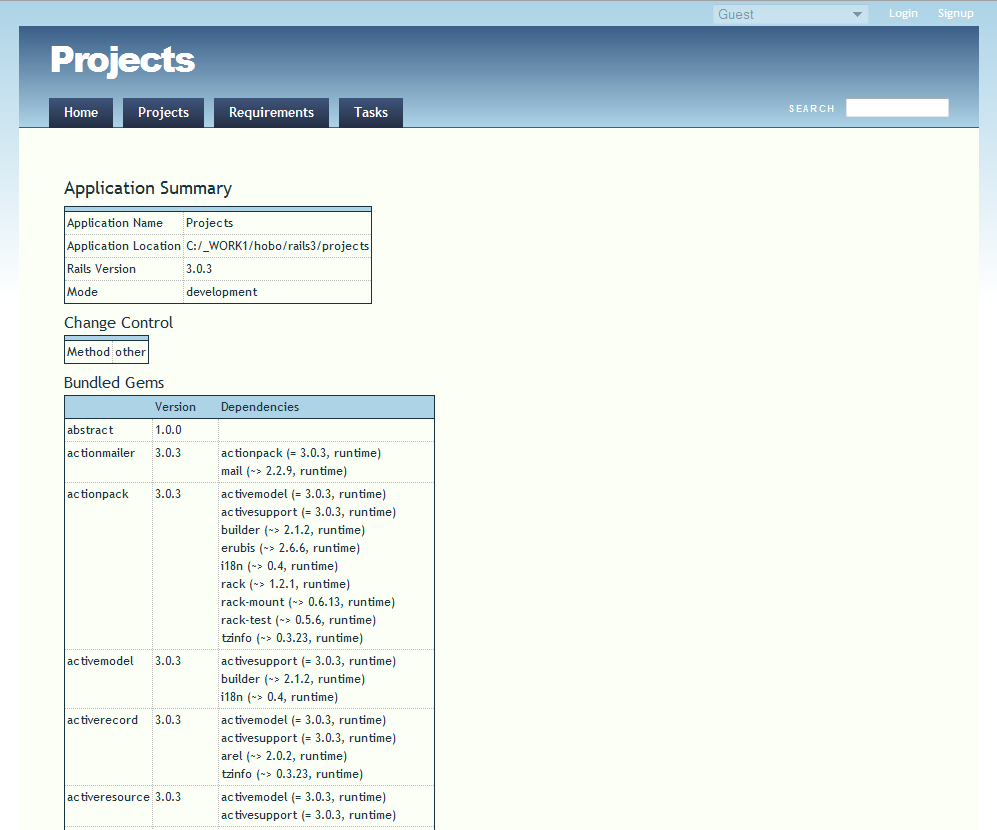 Guest Login Signup
Projects
Home Projects Requirements Tasks SEARCH
Application Summary
Application Name Projects
Application Location C:/_WORK1/hobo/rails3/projects
Rails Version 3.0.3
Mode development
Change Control
Method other
Bundled Gems
Version Dependencies
abstract 1.0.0
actionmailer 3.0.3 actionpack (= 3.0.3, runtime)
mail (~> 2.2.9, runtime)
actionpack 3.0.3 activemodel (= 3.0.3, runtime)
activesupport (= 3.0.3, runtime)
builder (~> 2.1.2, runtime)
erubis (~> 2.6.6, runtime)
i18n (~> 0.4, runtime)
rack (~> 1.2.1, runtime)
rack-mount (~> 0.6.13, runtime)
rack-test (~> 0.5.6, runtime)
tzinfo (~> 0.3.23, runtime)
activemodel 3.0.3 activesupport (= 3.0.3, runtime)
builder (~> 2.1.2, runtime)
i18n (~> 0.4, runtime)
activerecord 3.0.3 activemodel (= 3.0.3, runtime)
activesupport (= 3.0.3, runtime)
arel (~> 2.0.2, runtime)
tzinfo (~> 0.3.23, runtime)
activeresource 3.0.3 activemodel (= 3.0.3, runtime)
activesupport (= 3.0.3, runtime)